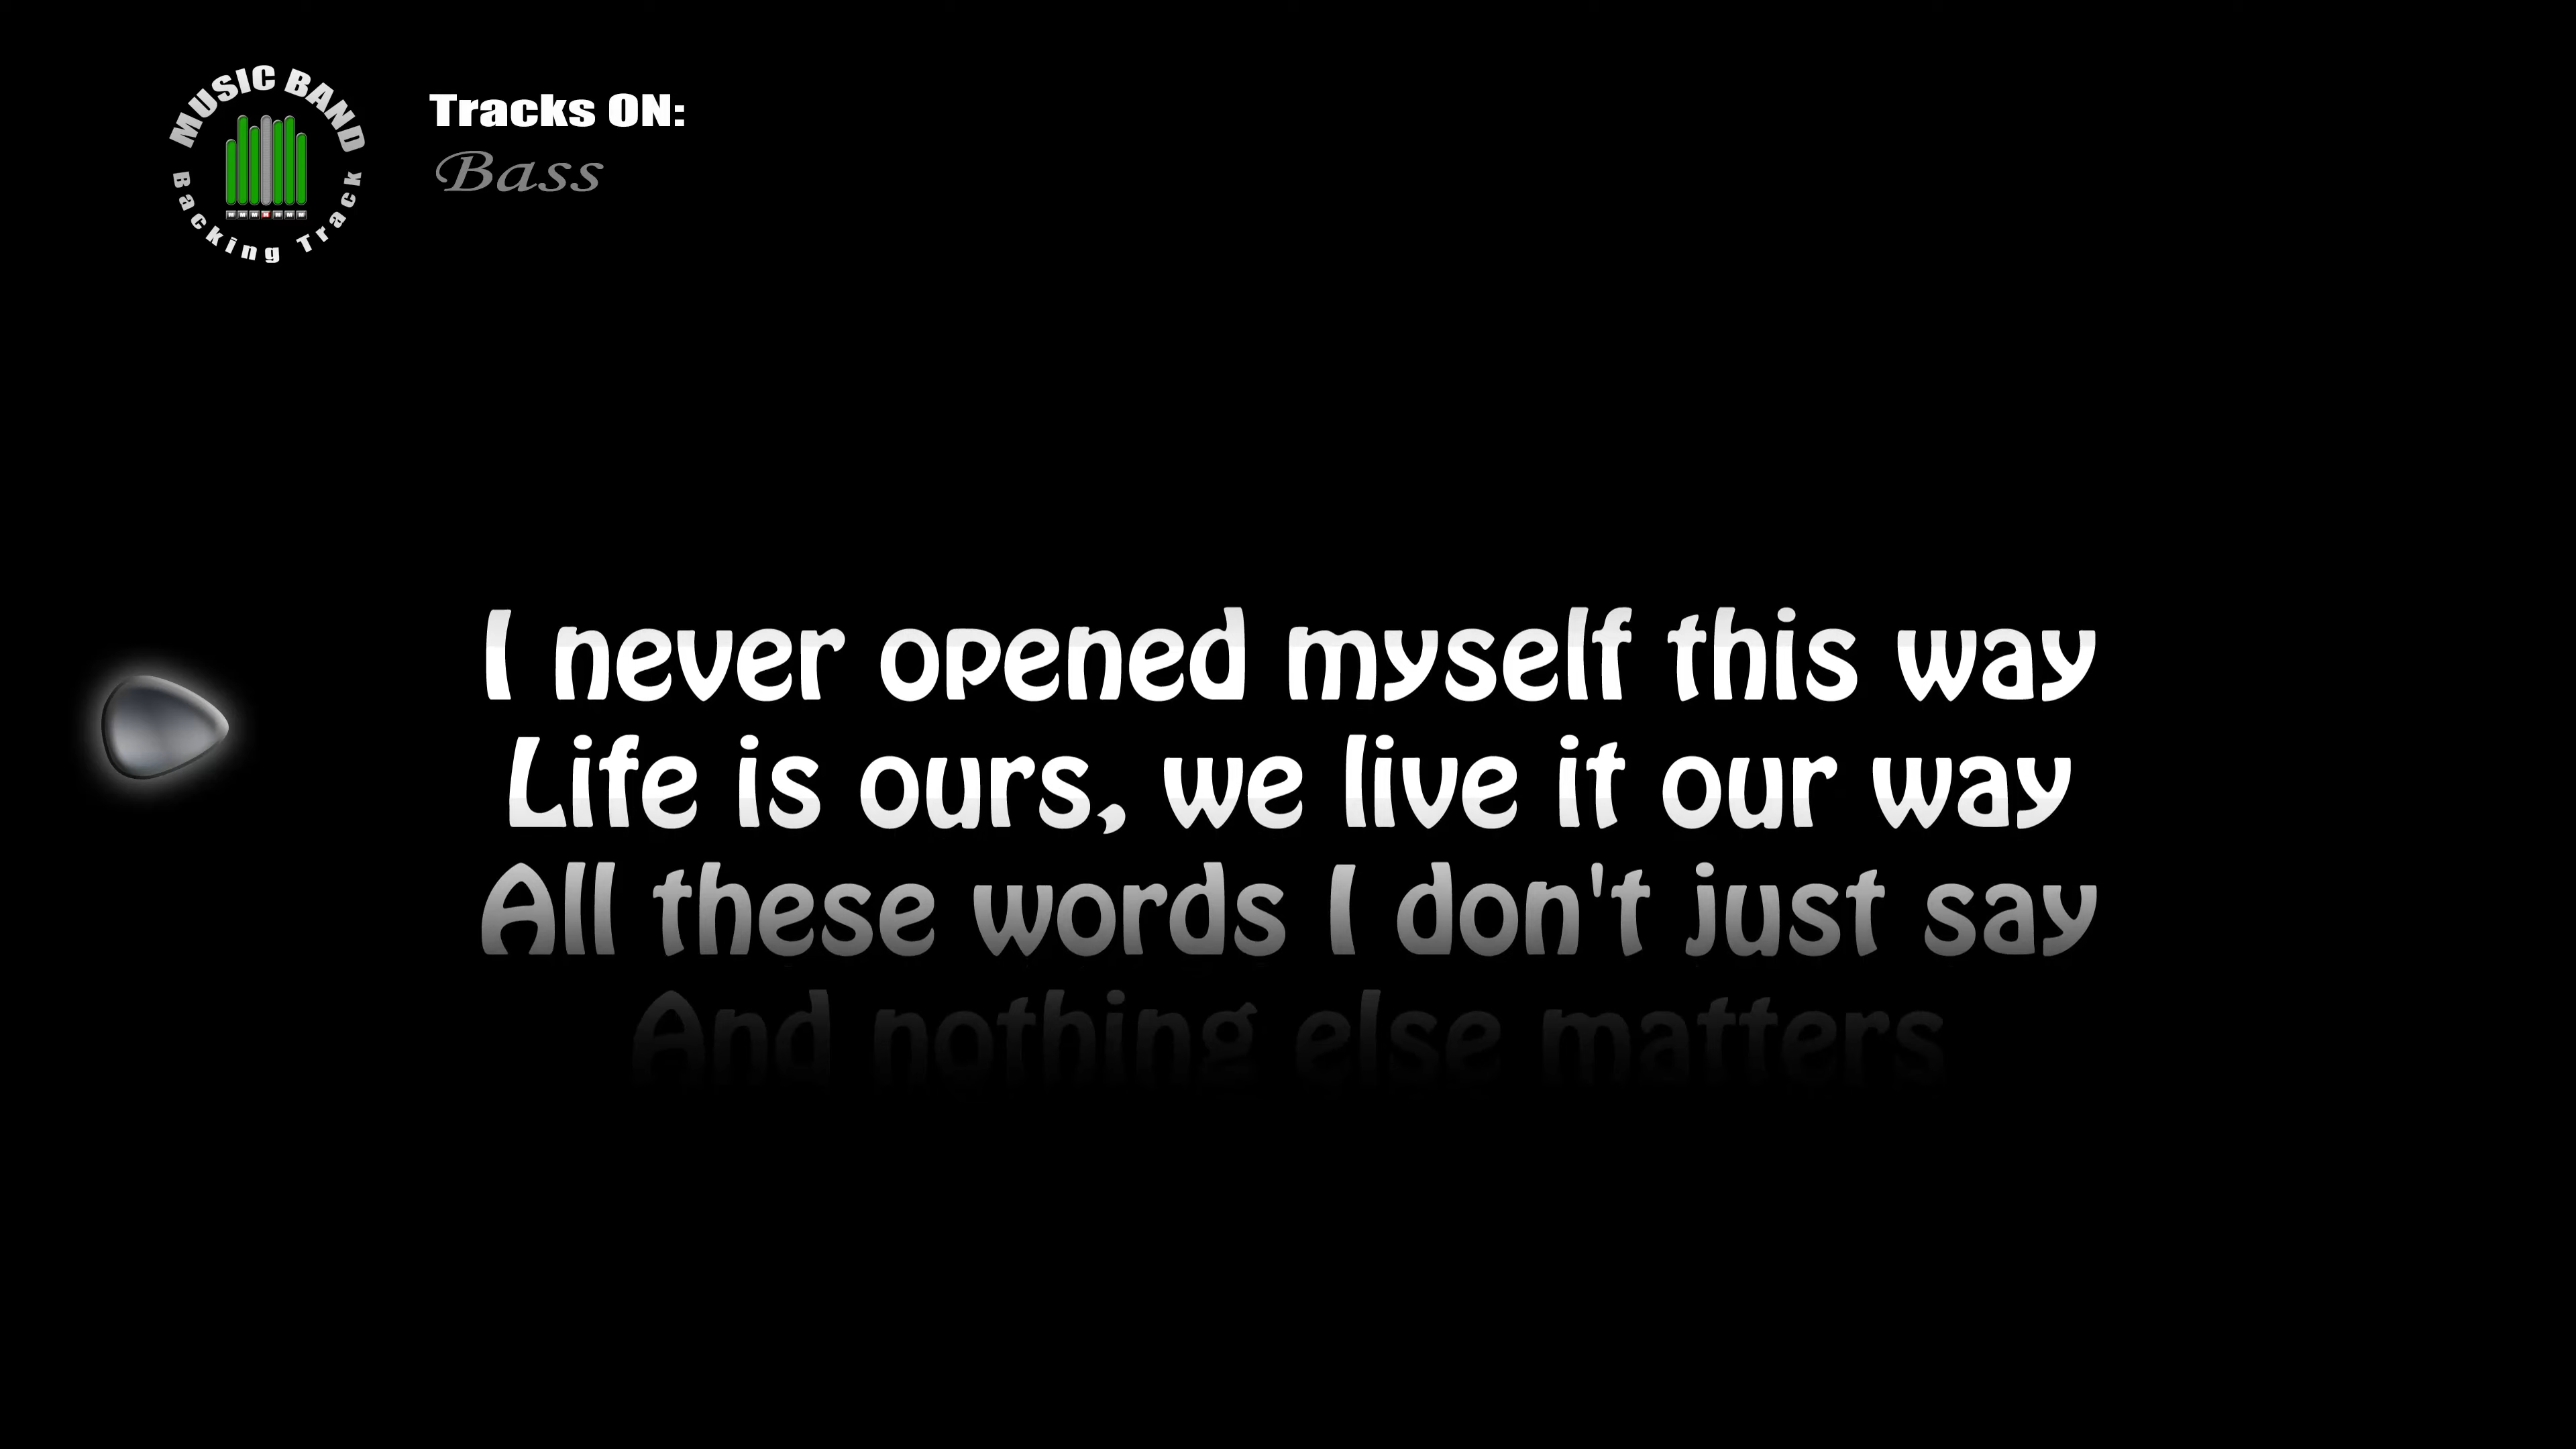 MUSIC BAND
Backing Track
Tracks ON:
Bass
I never opened myself this way
Life is ours, we live it our way
All these words I don't just say
And nothing else matters